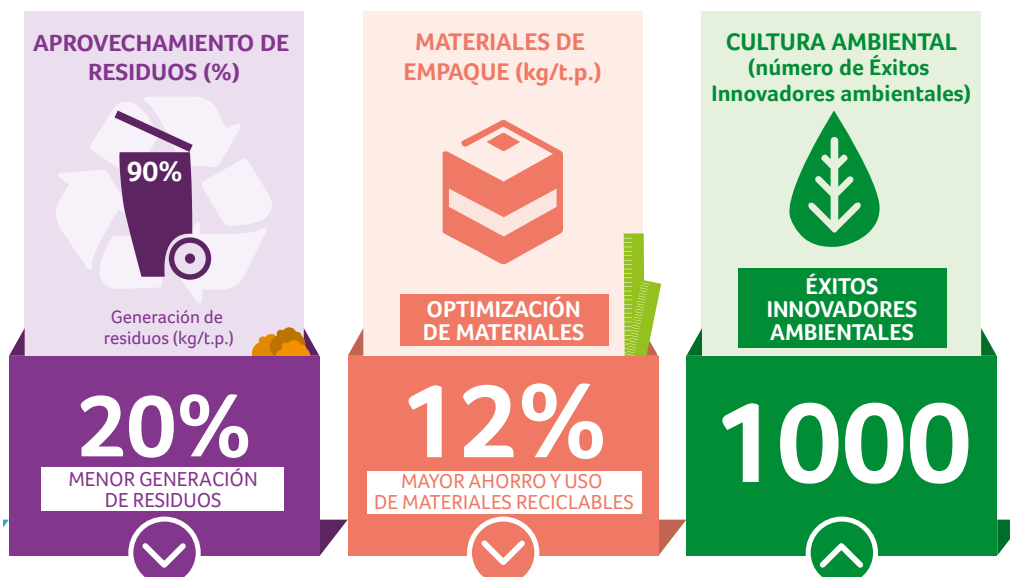 APROVECHAMIENTO DE
RESIDUOS (%)
90%
Generación de
residuos (kg/t.p.)
20%
MENOR GENERACIÓN
DE RESIDUOS
MATERIALES DE
EMPAQUE (kg/t.p.)
OPTIMIZACIÓN
DE MATERIALES
12%
MAYOR AHORRO Y USO
DE MATERIALES RECICLABLES
CULTURA AMBIENTAL
(número de Éxitos
Innovadores ambientales)
ÉXITOS
INNOVADORES
AMBIENTALES
1000